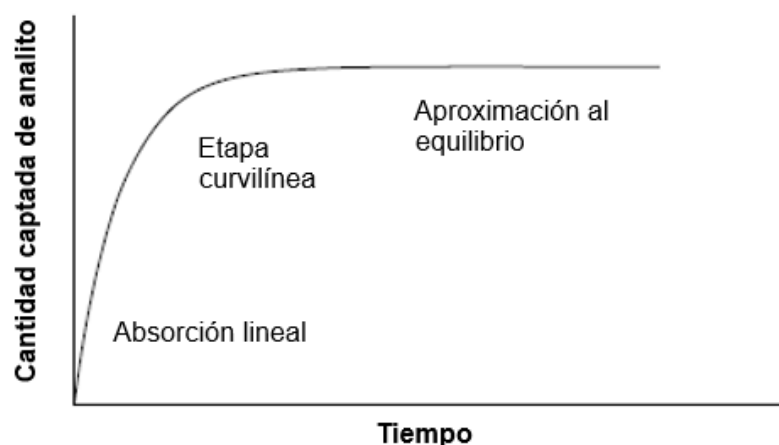 Cantidad captada de analito
Aproximación al
equilibrio
Etapa
curvilínea
Absorción lineal
Tiempo